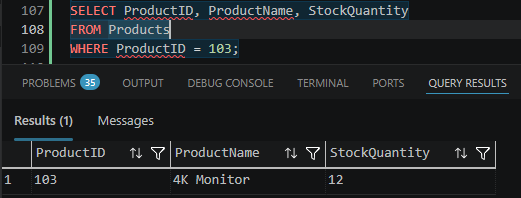 107 SELECT ProductID, ProductName, StockQuantity
108 FROM Products
109 WHERE ProductID = 103;
PROBLEMS 35 OUTPUT DEBUG CONSOLE TERMINAL PORTS QUERY RESULTS
Results (1) Messages
ProductID ProductName StockQuantity
1 103 4K Monitor 12